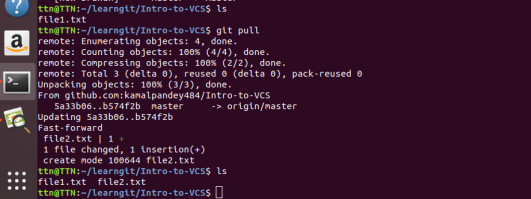 ttn@TTN:~/learngit/Intro-to-VCS$ ls
file1.txt
ttn@TTN:~/learngit/Intro-to-VCS$ git pull
remote: Enumerating objects: 4, done.
remote: Counting objects: 100% (4/4), done.
remote: Compressing objects: 100% (2/2), done.
remote: Total 3 (delta 0), reused 0 (delta 0), pack-reused 0
Unpacking objects: 100% (3/3), done.
From github.com:kamalpandey484/Intro-to-VCS
   5a33b06..b574f2b  master     -> origin/master
Updating 5a33b06..b574f2b
Fast-forward
 file2.txt | 1 +
 1 file changed, 1 insertion(+)
 create mode 100644 file2.txt
ttn@TTN:~/learngit/Intro-to-VCS$ ls
file1.txt  file2.txt
ttn@TTN:~/learngit/Intro-to-VCS$